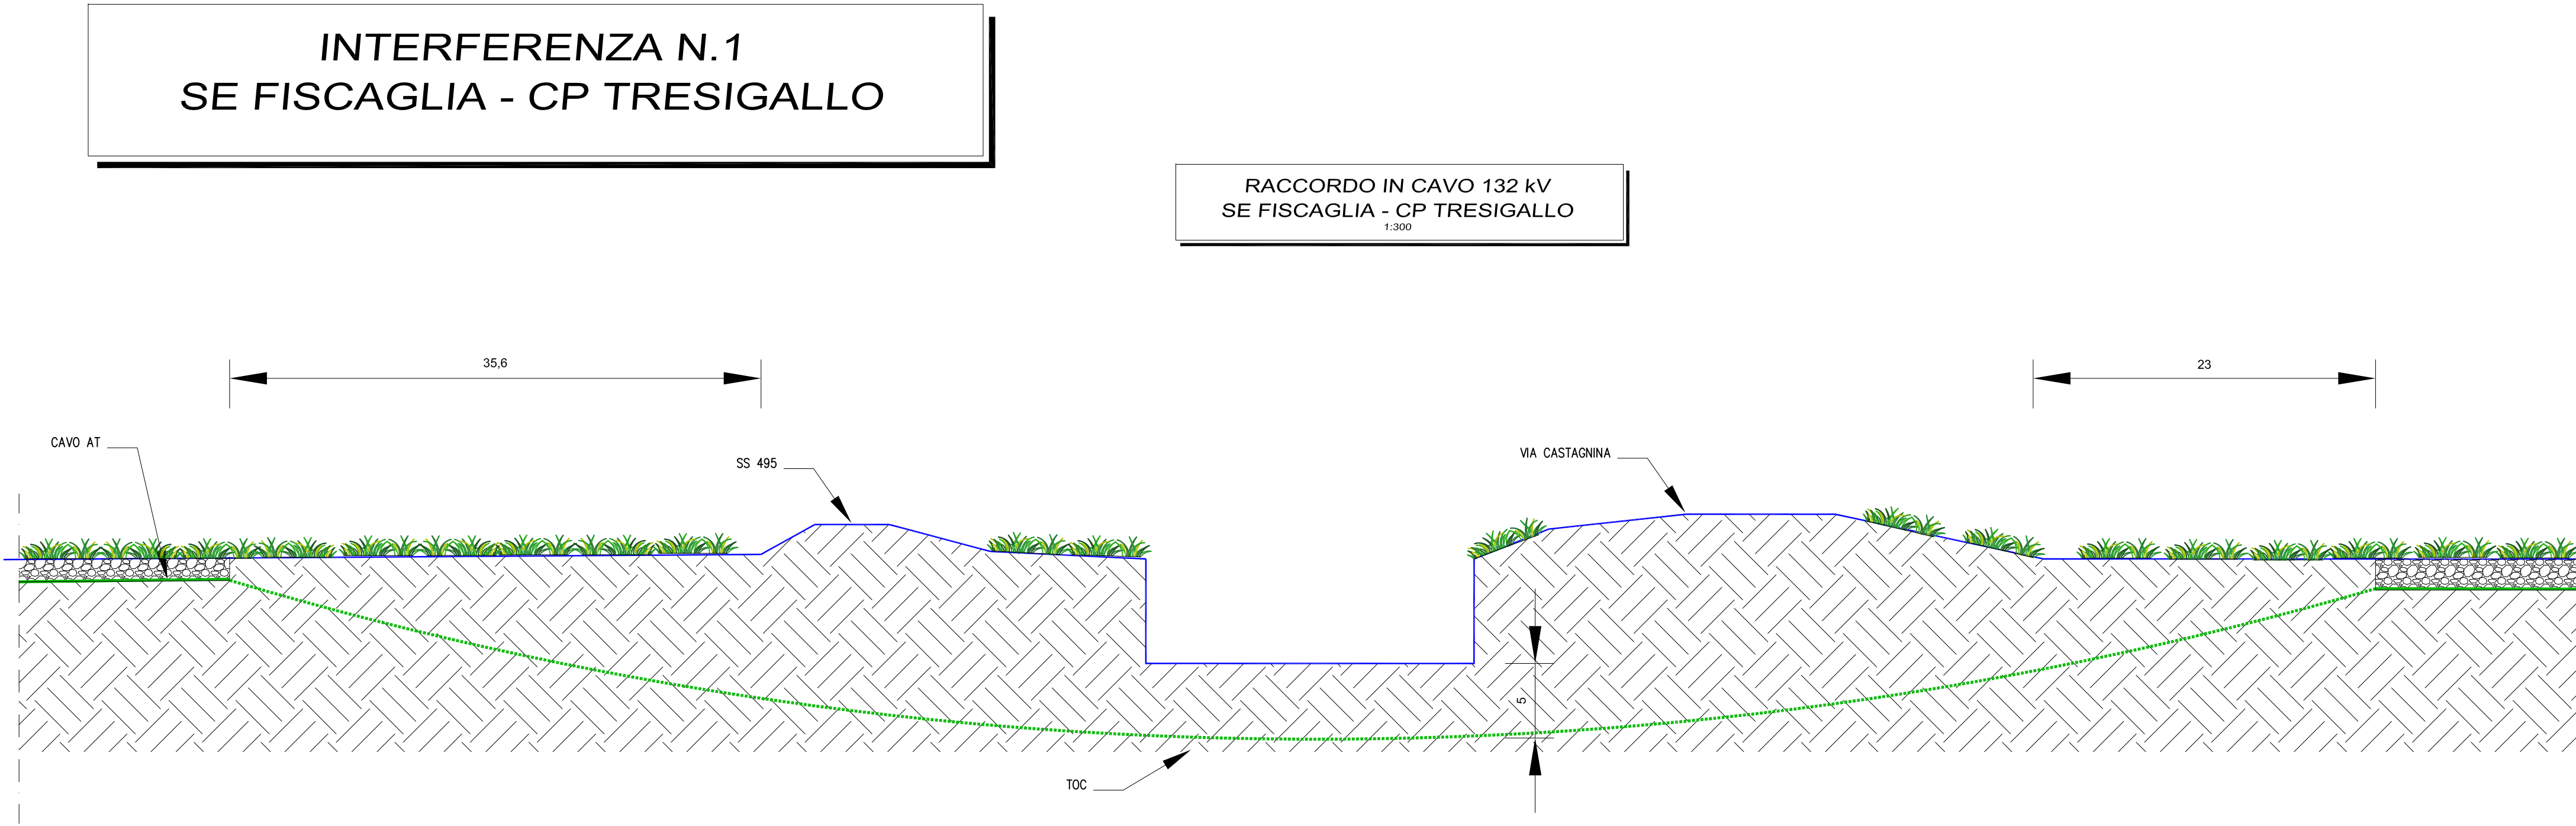 INTERFERENZA N.1
SE FISCAGLIA - CP TRESIGALLO
RACCORDO IN CAVO 132 kV
SE FISCAGLIA - CP TRESIGALLO
1:300
35,6
23
CAVO AT
SS 495
VIA CASTAGNINA
5
TOC